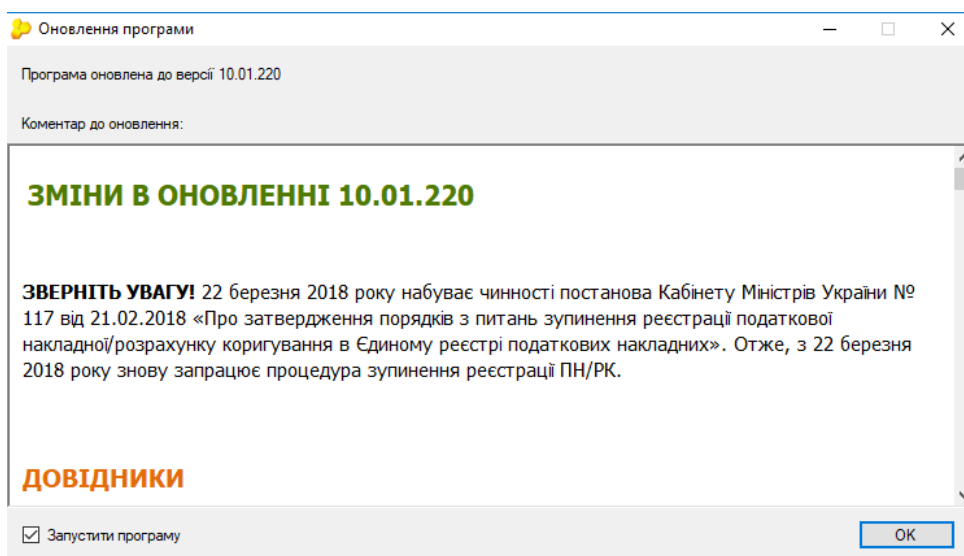 Оновлення програми
Програма оновлена до версії 10.01.220
Коментар до оновлення:
ЗМІНИ В ОНОВЛЕННІ 10.01.220
ЗВЕРНІТЬ УВАГУ! 22 березня 2018 року набуває чинності постанова Кабінету Міністрів України №
117 від 21.02.2018 «Про затвердження порядків з питань зупинення реєстрації податкової
накладної/розрахунку коригування в Єдиному реєстрі податкових накладних». Отже, з 22 березня
2018 року знову запрацює процедура зупинення реєстрації ПН/РК.
ДОВІДНИКИ
Запустити програму
OK